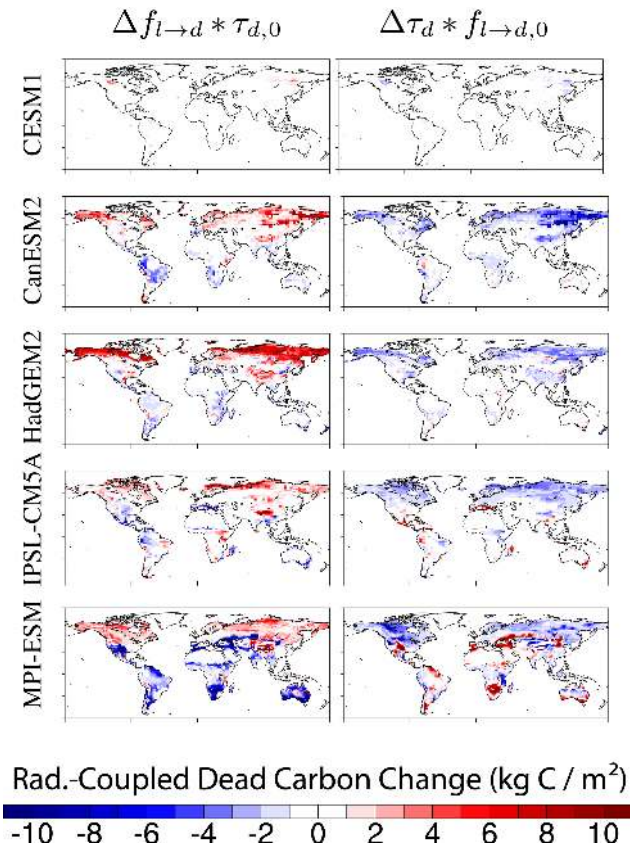 Δf_{l→d} * τ_{d,0} Δτ_d * f_{l→d,0}
CESM1
CanESM2
HadGEM2
IPSL-CM5A
MPI-ESM
Rad.-Coupled Dead Carbon Change (kg C / m²)
-10 -8 -6 -4 -2 0 2 4 6 8 10